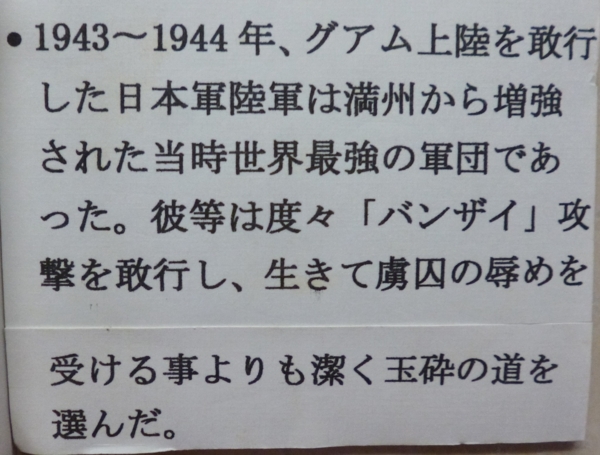 ●1943～1944年、グアム上陸を敢行
した日本軍陸軍は満州から増強
された当時世界最強の軍団であ
った。彼等は度々「バンザイ」攻
撃を敢行し、生きて虜囚の辱めを
受ける事よりも潔く玉砕の道を
選んだ。